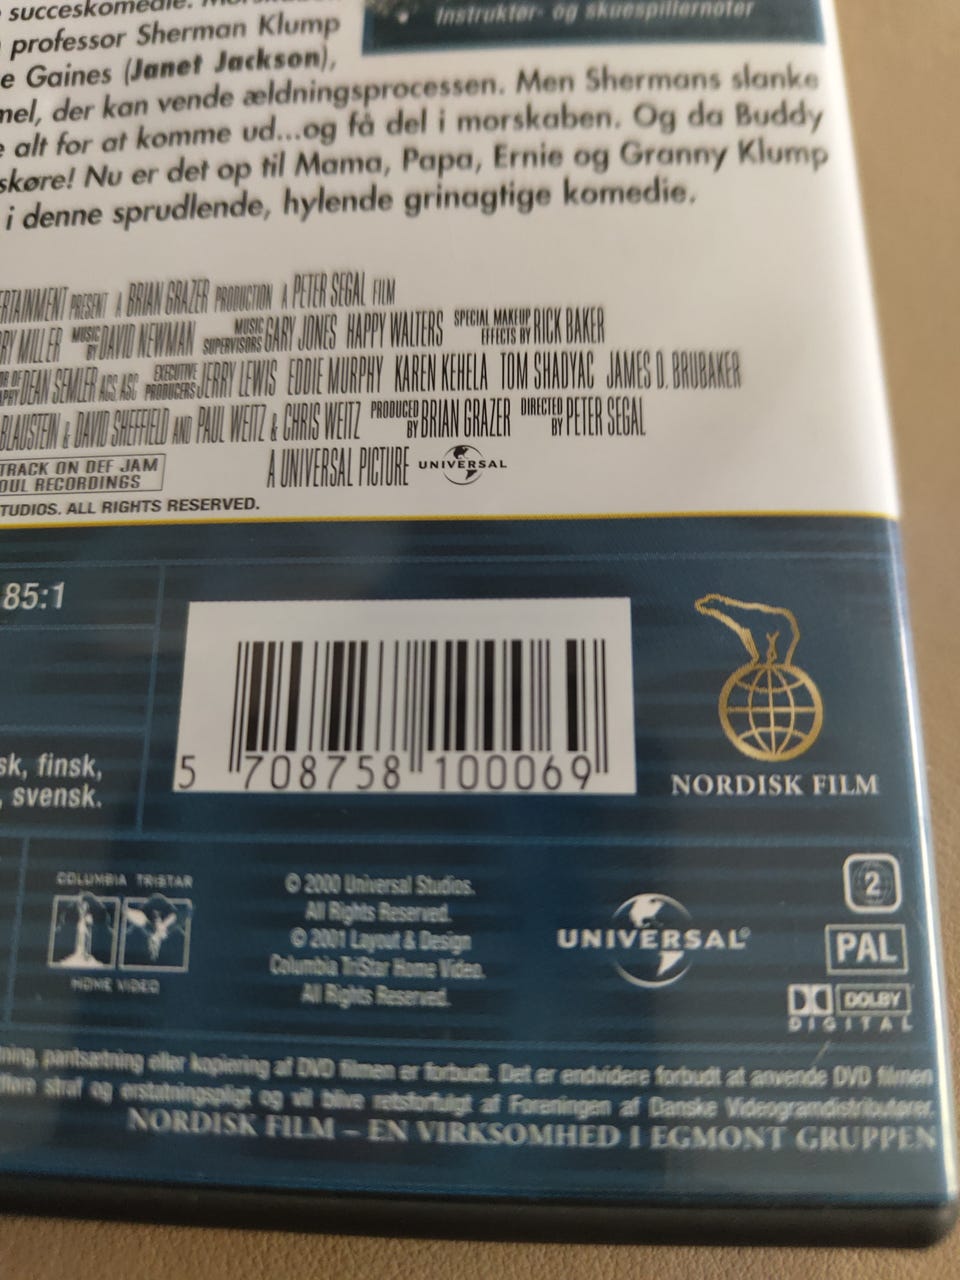 succeskomedie.
professor Sherman Klump
Instruktør- og skuespillernoter
e Gaines (Janet Jackson),
mel, der kan vende ældningsprocessen. Men Shermans slanke
e alt for at komme ud...og få del i morskaben. Og da Buddy
skøre! Nu er det op til Mama, Papa, Ernie og Granny Klump
i denne sprudlende, hylende grinagtige komedie.
ERTAINMENT PRESENT A BRIAN GRAZER PRODUCTION A PETER SEGAL FILM
RY MILLER MUSIC BY DAVID NEWMAN MUSIC SUPERVISORS GARY JONES HAPPY WALTERS SPECIAL MAKEUP EFFECTS BY RICK BAKER
DEAN SEMLER ACS, ASC EXECUTIVE PRODUCERS JERRY LEWIS EDDIE MURPHY KAREN KEHELA TOM SHADYAC JAMES D. BRUBAKER
BLAUSTEIN & DAVID SHEFFIELD AND PAUL WEITZ & CHRIS WEITZ PRODUCED BY BRIAN GRAZER DIRECTED BY PETER SEGAL
TRACK ON DEF JAM
OUL RECORDINGS
A UNIVERSAL PICTURE UNIVERSAL
TUDIOS. ALL RIGHTS RESERVED.
85:1
sk, finsk,
, svensk.
5 708758 100069
NORDISK FILM
COLUMBIA TRISTAR
HOME VIDEO
© 2000 Universal Studios.
All Rights Reserved.
© 2001 Layout & Design
Columbia TriStar Home Video.
All Rights Reserved.
UNIVERSAL®
2
PAL
DOLBY
DIGITAL
ning, pantsætning eller kopiering af DVD filmen er forbudt. Det er endvidere forbudt at anvende DVD filmen
føre straf og erstatningspligt og vil blive retsforfulgt af Foreningen af Danske Videogramdistributører.
NORDISK FILM – EN VIRKSOMHED I EGMONT GRUPPEN